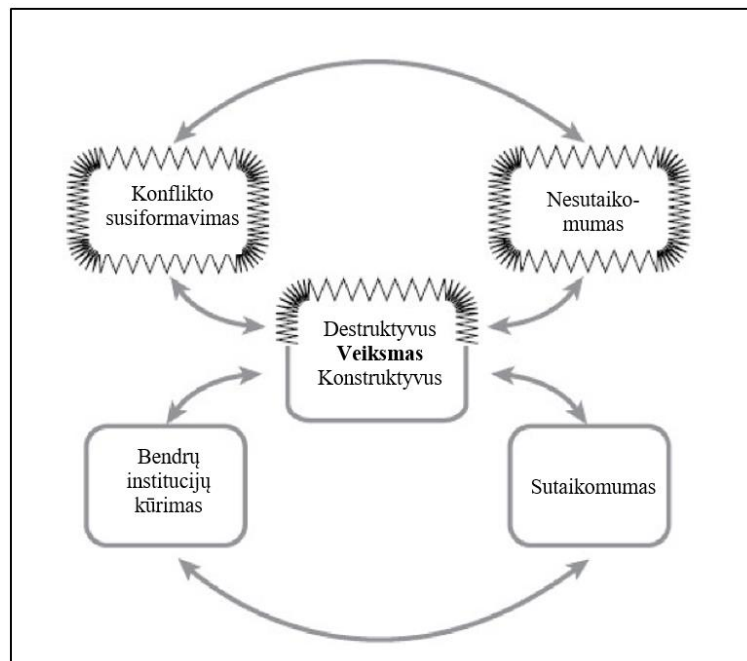 Konflikto
susiformavimas
Nesutaiko-
mumas
Destruktyvus
Veiksmas
Konstruktyvus
Bendrų
institucijų
kūrimas
Sutaikomumas